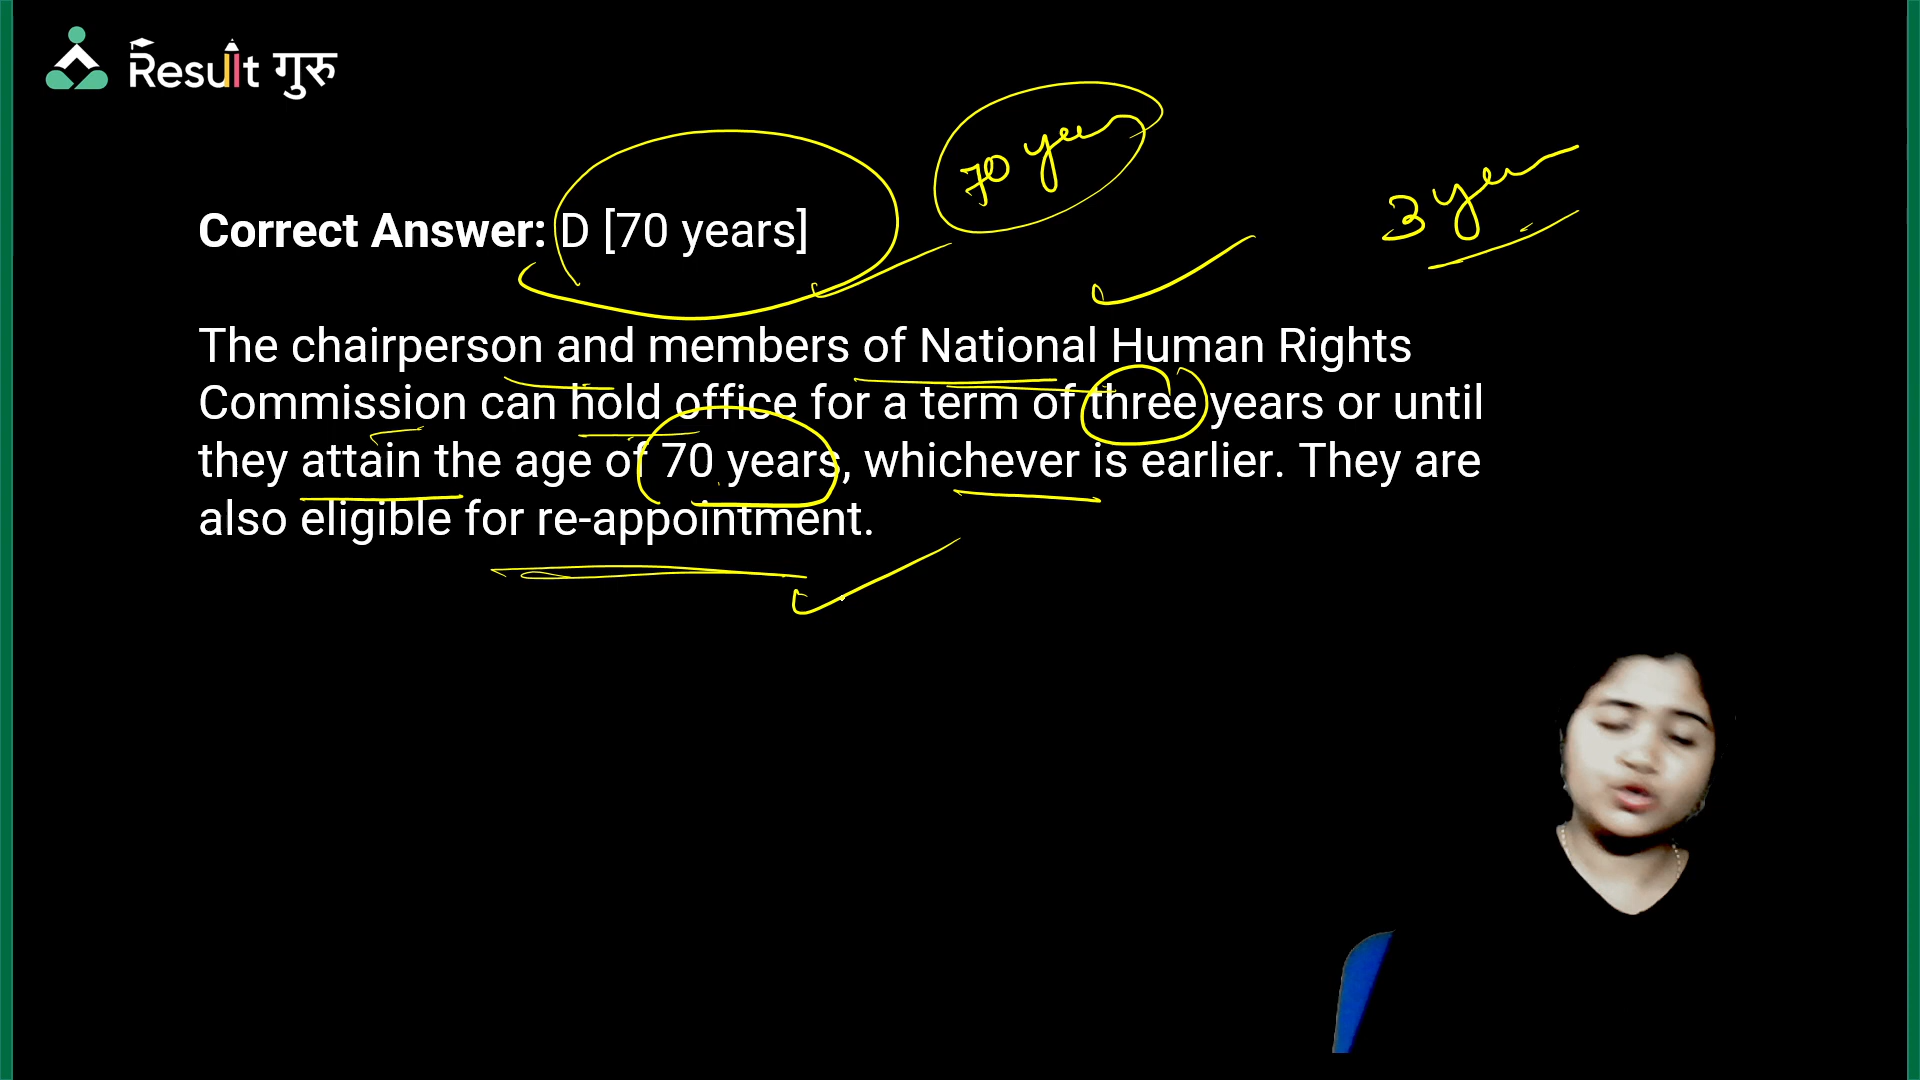 Result गुरु
70 year
3 year
Correct Answer: D [70 years]
The chairperson and members of National Human Rights
Commission can hold office for a term of three years or until
they attain the age of 70 years, whichever is earlier. They are
also eligible for re-appointment.